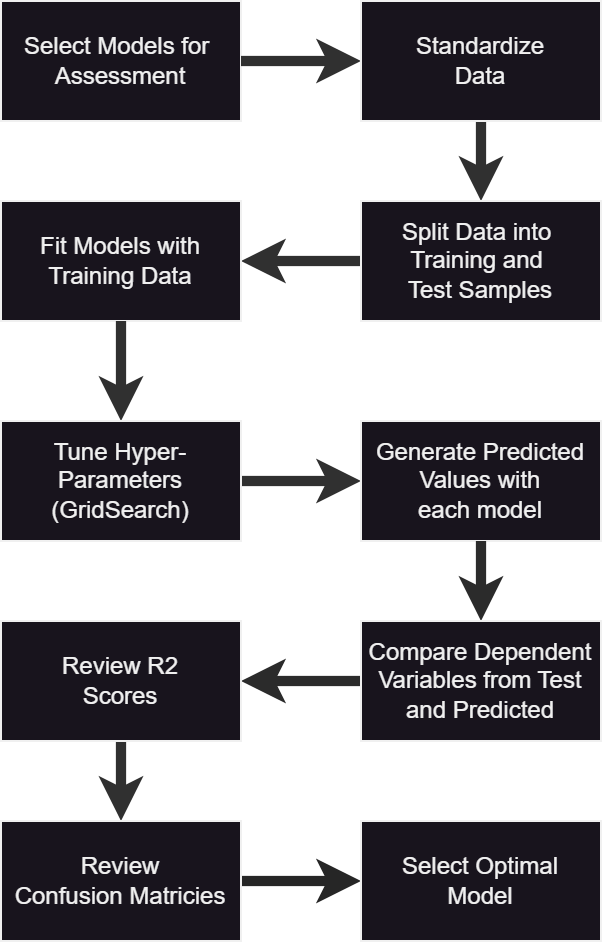 Select Models for
Assessment
Standardize
Data
Split Data into
Training and
Test Samples
Fit Models with
Training Data
Tune Hyper-
Parameters
(GridSearch)
Generate Predicted
Values with
each model
Compare Dependent
Variables from Test
and Predicted
Review R2
Scores
Review
Confusion Matricies
Select Optimal
Model